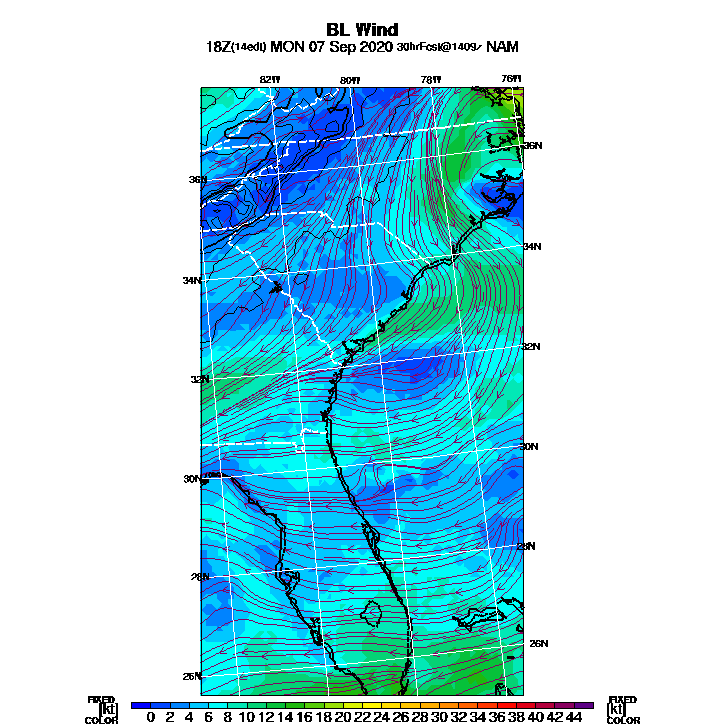 BL Wind
18Z(14edt) MON 07 Sep 2020 30hrFcst@1409z NAM
82W 80W 78W 76W
36N
36N
34N
34N
32N
32N
30N
30N
28N
28N
26N
26N
FIXED FIXED
[kt] 0 2 4 6 8 10 12 14 16 18 20 22 24 26 28 30 32 34 36 38 40 42 44 [kt]
COLOR COLOR